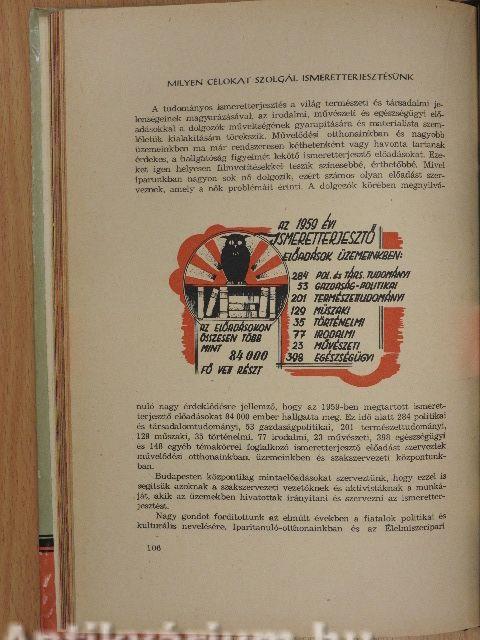 MILYEN CÉLOKAT SZOLGÁL ISMERETTERJESZTÉSÜNK
A tudományos ismeretterjesztés a világ természeti és társadalmi je-
lenségeinek magyarázásával, az irodalmi, művészeti és egészségügyi elő-
adásokkal a dolgozók műveltségének gyarapítására és materialista szem-
léletük kialakítására törekszik. Művelődési otthonainkban és nagyobb
üzemeinkben ma már rendszeresen kéthetenként vagy havonta tartanak
érdekes, a hallgatóság figyelmét lekötő ismeretterjesztő előadásokat. Eze-
ket igen helyesen filmvetítésekkel teszik színesebbé, érthetőbbé. Mivel
iparunkban nagyon sok nő dolgozik, ezért számos olyan előadást szer-
veznek, amely a nők problémáit érinti. A dolgozók körében megnyilvá-
AZ 1959 ÉVI
ISMERETTERJESZTŐ
ELŐADÁSOK ÜZEMEINKBEN:
284 POL. és TÁRS. TUDOMÁNYI
53 GAZDASÁG-POLITIKAI
201 TERMÉSZETTUDOMÁNYI
129 MŰSZAKI
35 TÖRTÉNELMI
77 IRODALMI
23 MŰVÉSZETI
398 EGÉSZSÉGÜGYI
AZ ELŐADÁSOKON
ÖSSZESEN TÖBB
MINT 84 000
FŐ VETT RÉSZT
nuló nagy érdeklődésre jellemző, hogy az 1959-ben megtartott ismeret-
terjesztő előadásokat 84 000 ember hallgatta meg. Ez idő alatt 284 politikai
és társadalomtudományi, 53 gazdaságpolitikai, 201 természettudományi,
129 műszaki, 35 történelmi, 77 irodalmi, 23 művészeti, 398 egészségügyi
és 148 egyéb témakörrel foglalkozó ismeretterjesztő előadást szerveztek
művelődési otthonainkban, üzemeinkben és szakszervezeti központunk-
ban.
Budapesten központilag mintaelőadásokat szerveztünk, hogy ezzel is
segítsük azoknak a szakszervezeti vezetőknek és aktivistáknak a munká-
ját, akik az üzemekben hivatottak irányítani és szervezni az ismeretter-
jesztést.
Nagy gondot fordítottunk az elmúlt években a fiatalok politikai és
kulturális nevelésére, Iparitanuló-otthonainkban és az Élelmiszeripari
106
Antikvárium.hu